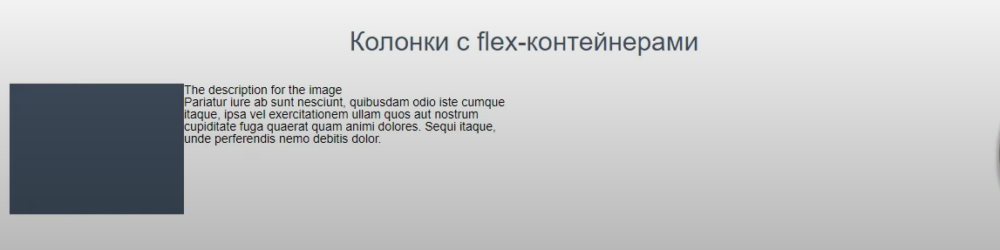 Колонки с flex-контейнерами
The description for the image
Pariatur iure ab sunt nesciunt, quibusdam odio iste cumque
itaque, ipsa vel exercitationem ullam quos aut nostrum
cupiditate fuga quaerat quam animi dolores. Sequi itaque,
unde perferendis nemo debitis dolor.